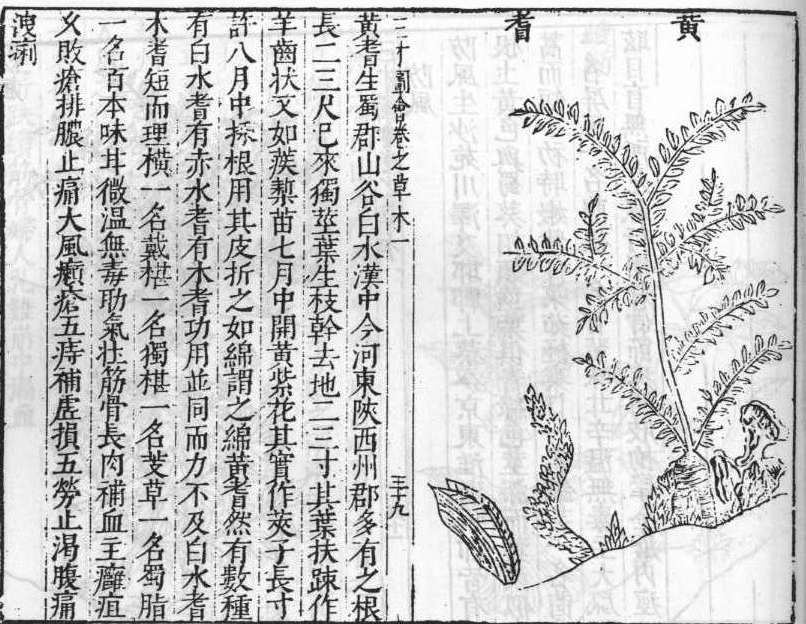 黃耆
三才圖會卷之草木一
三十九
黃耆生蜀郡山谷白水漢中今河東陝西州郡多有之根
長二三尺已來獨莖葉生枝幹去地二三寸其葉扶踈作
羊齒狀又如蒺蔾苗七月中開黃紫花其實作莢子長寸
許八月中採根用其皮折之如綿謂之綿黃耆然有數種
有白水耆有赤水耆有木耆功用並同而力不及白水耆
木耆短而理橫一名戴椹一名獨椹一名芰草一名蜀脂
一名百本味甘微溫無毒助氣壯筋骨長肉補血主癰疽
乆敗瘡排膿止痛大風癩瘡五痔補虛損五勞止渴腹痛
洩痢